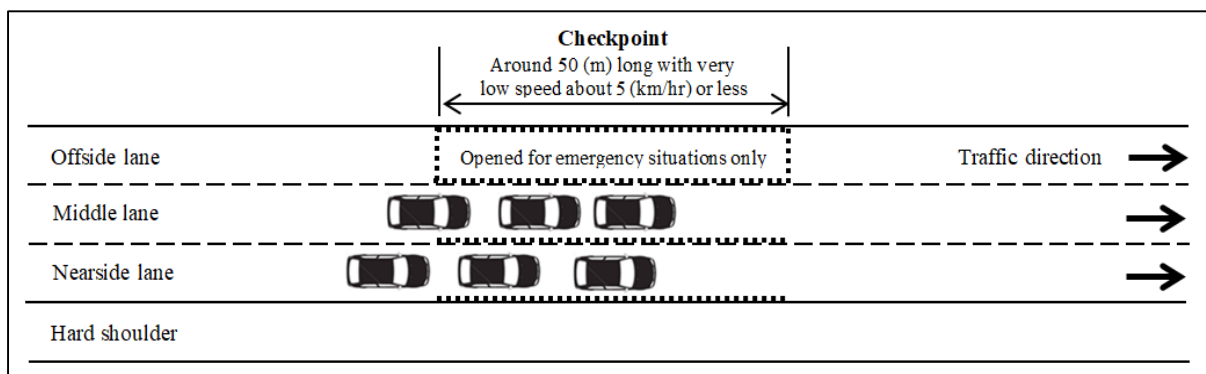 Checkpoint
Around 50 (m) long with very
low speed about 5 (km/hr) or less
Offside lane
Opened for emergency situations only
Traffic direction
Middle lane
Nearside lane
Hard shoulder